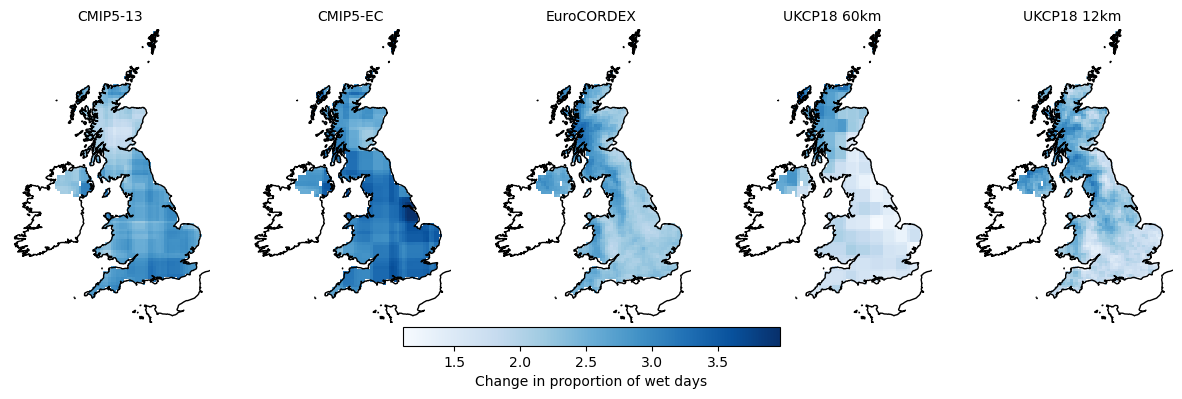 CMIP5-13
CMIP5-EC
EuroCORDEX
UKCP18 60km
UKCP18 12km
1.5 2.0 2.5 3.0 3.5
Change in proportion of wet days